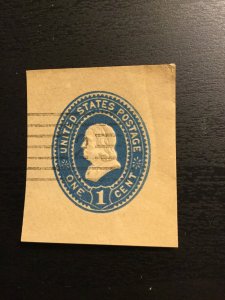 UNITED STATES POSTAGE
ONE 1 CENT